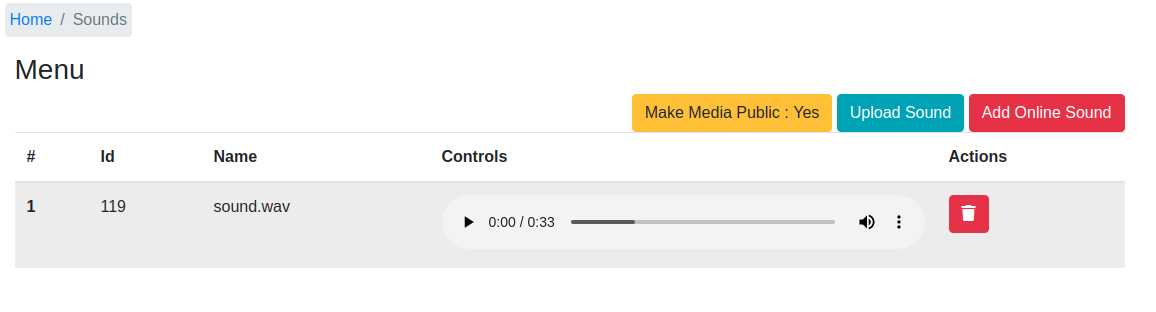 Home / Sounds
Menu
Make Media Public : Yes Upload Sound Add Online Sound
# Id Name Controls Actions
1 119 sound.wav 0:00 / 0:33